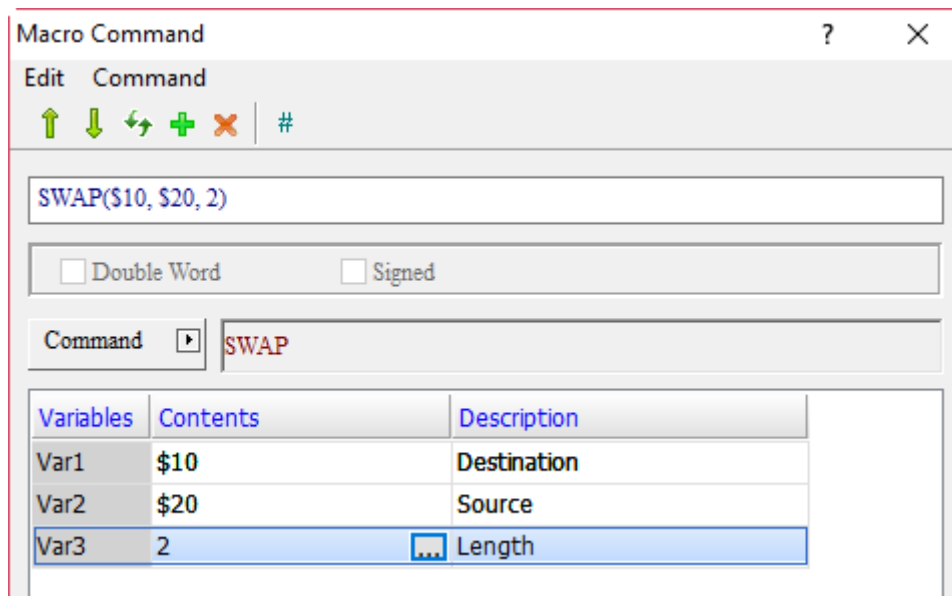 Macro Command ?
Edit Command
#
SWAP($10, $20, 2)
Double Word Signed
Command SWAP
Variables Contents Description
Var1 $10 Destination
Var2 $20 Source
Var3 2 ... Length